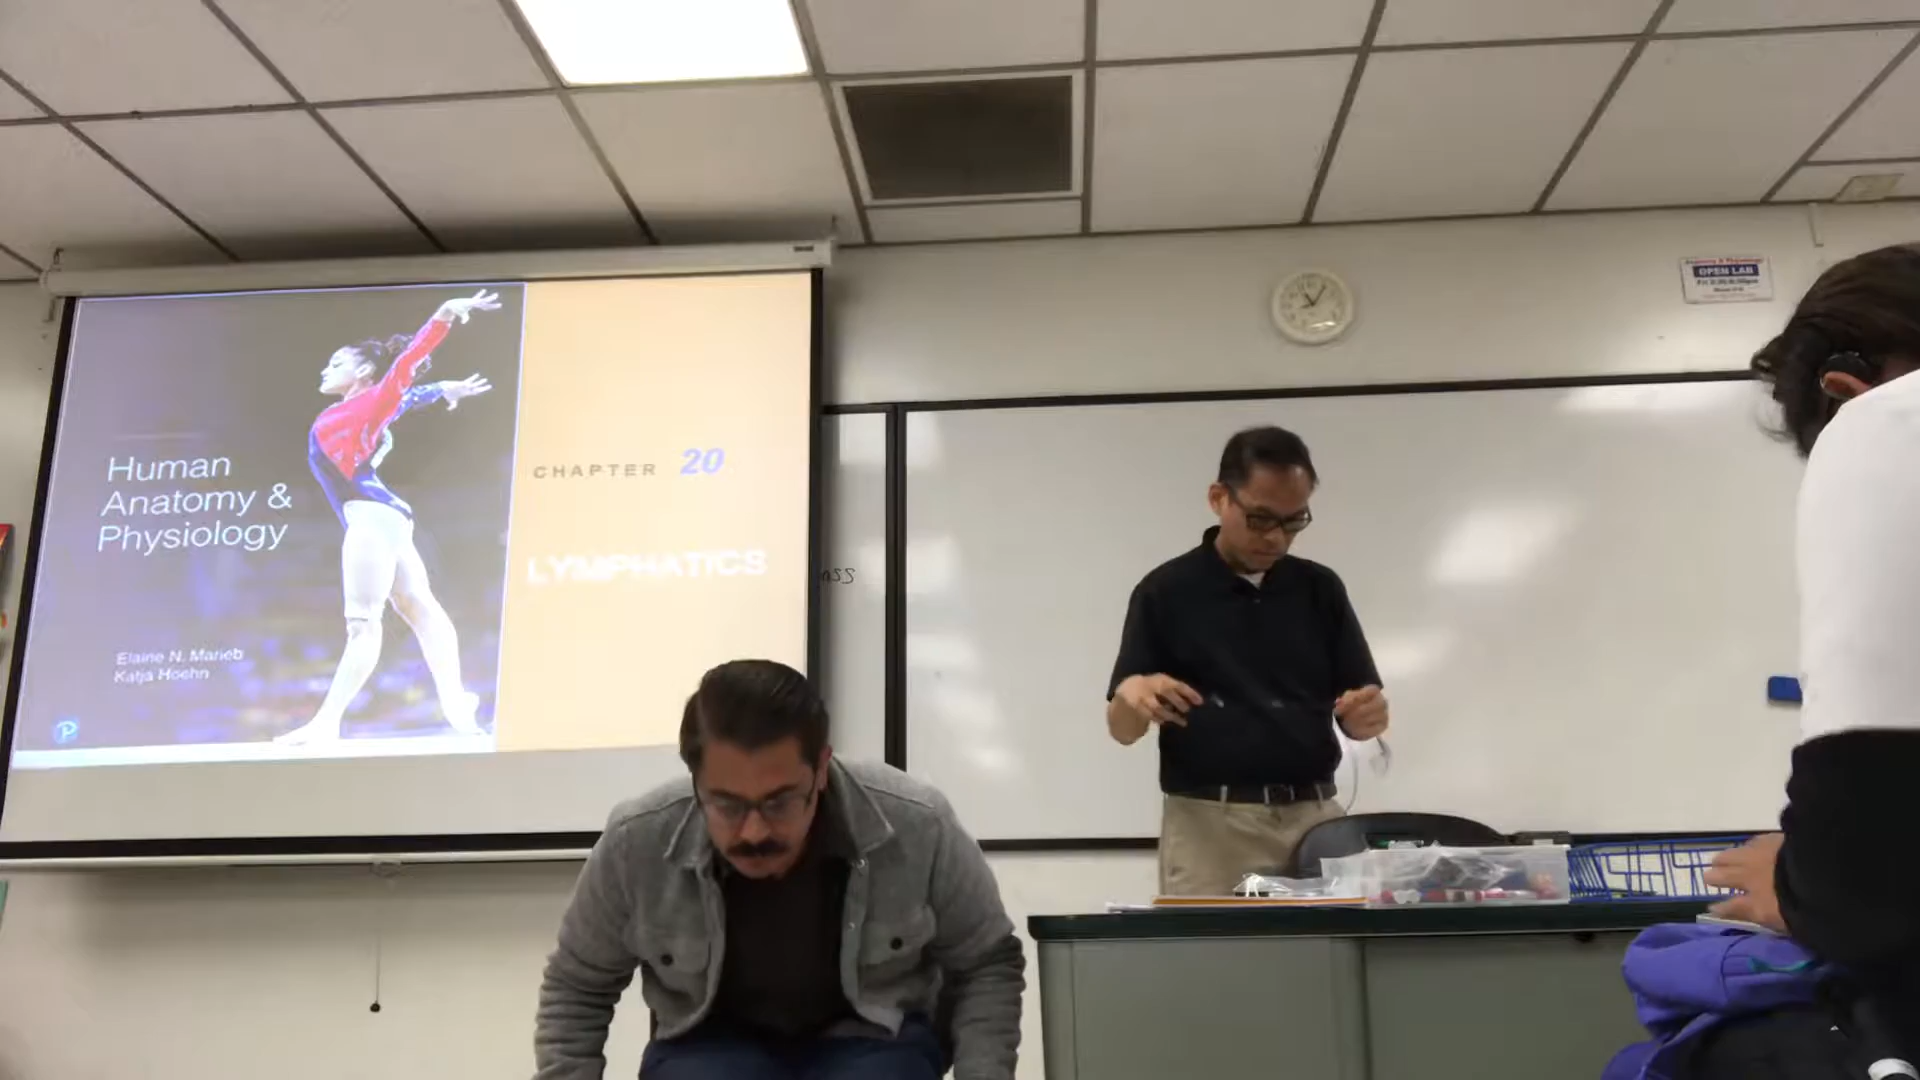 Human
Anatomy &
Physiology
Elaine N. Marieb
Katja Hoehn
P
CHAPTER 20
LYMPHATICS
OPEN LAB